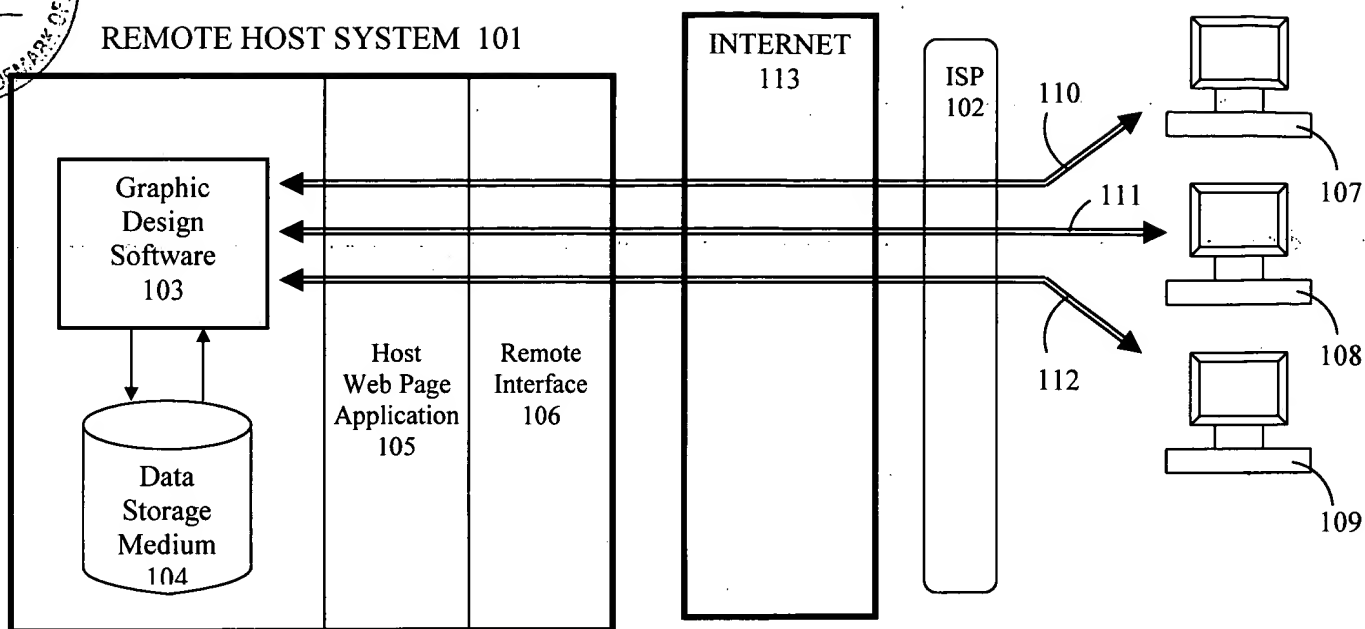 REMOTE HOST SYSTEM 101
INTERNET
113
ISP
102
110
107
Graphic
Design
Software
103
111
108
Host
Web Page
Application
105
Remote
Interface
106
112
Data
Storage
Medium
104
109